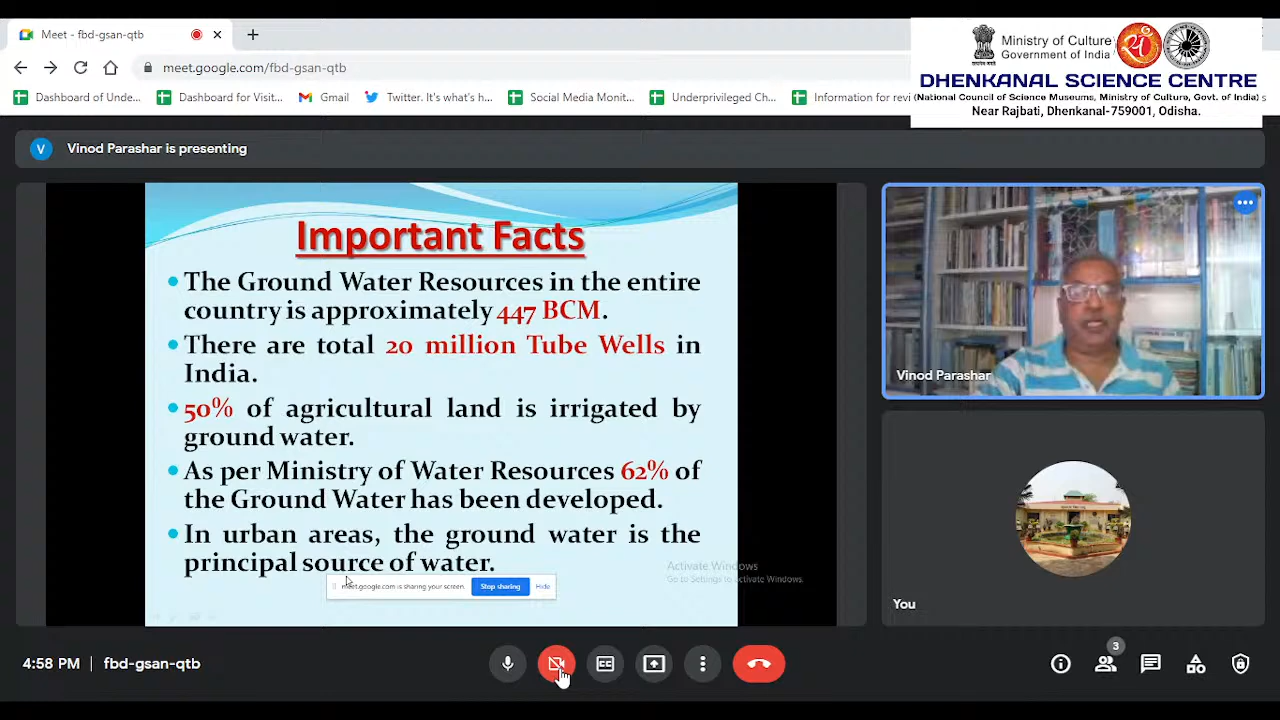 Meet - fbd-gsan-qtb
meet.google.com/fbd-gsan-qtb
Dashboard of Unde...
Dashboard for Visit...
Gmail
Twitter. It's what's h...
Social Media Monit...
Underprivileged Ch...
Information for revi
Ministry of Culture
Government of India
DHENKANAL SCIENCE CENTRE
(National Council of Science Museums, Ministry of Culture, Govt. of India)
Near Rajbati, Dhenkanal-759001, Odisha.
V
Vinod Parashar is presenting
Important Facts
• The Ground Water Resources in the entire
country is approximately 447 BCM.
• There are total 20 million Tube Wells in
India.
• 50% of agricultural land is irrigated by
ground water.
• As per Ministry of Water Resources 62% of
the Ground Water has been developed.
• In urban areas, the ground water is the
principal source of water.
meet.google.com is sharing your screen.
Stop sharing
Hide
Activate Windows
Go to Settings to activate Windows.
Vinod Parashar
You
4:58 PM | fbd-gsan-qtb
3